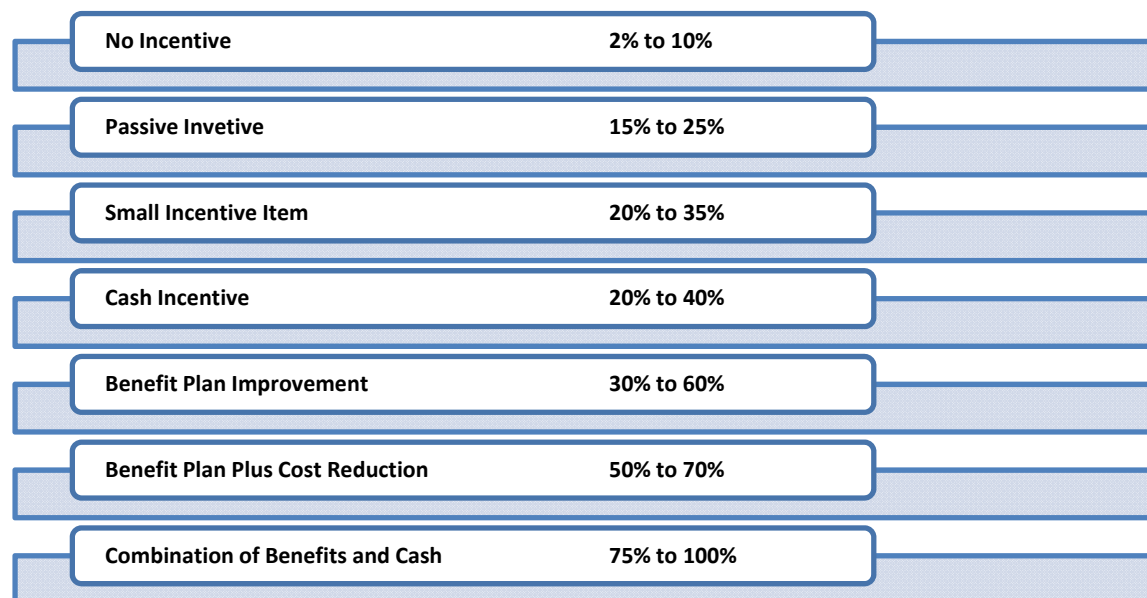 No Incentive 2% to 10%
Passive Invetive 15% to 25%
Small Incentive Item 20% to 35%
Cash Incentive 20% to 40%
Benefit Plan Improvement 30% to 60%
Benefit Plan Plus Cost Reduction 50% to 70%
Combination of Benefits and Cash 75% to 100%